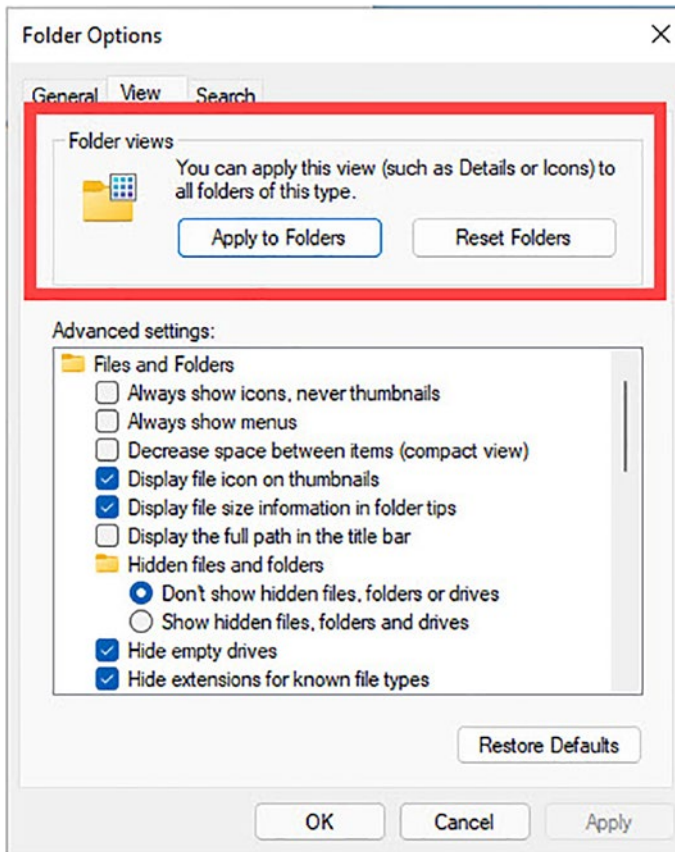 Folder Options
General View Search
Folder views
You can apply this view (such as Details or Icons) to
all folders of this type.
Apply to Folders Reset Folders
Advanced settings:
Files and Folders
Always show icons, never thumbnails
Always show menus
Decrease space between items (compact view)
Display file icon on thumbnails
Display file size information in folder tips
Display the full path in the title bar
Hidden files and folders
Don't show hidden files, folders or drives
Show hidden files, folders and drives
Hide empty drives
Hide extensions for known file types
Restore Defaults
OK Cancel Apply